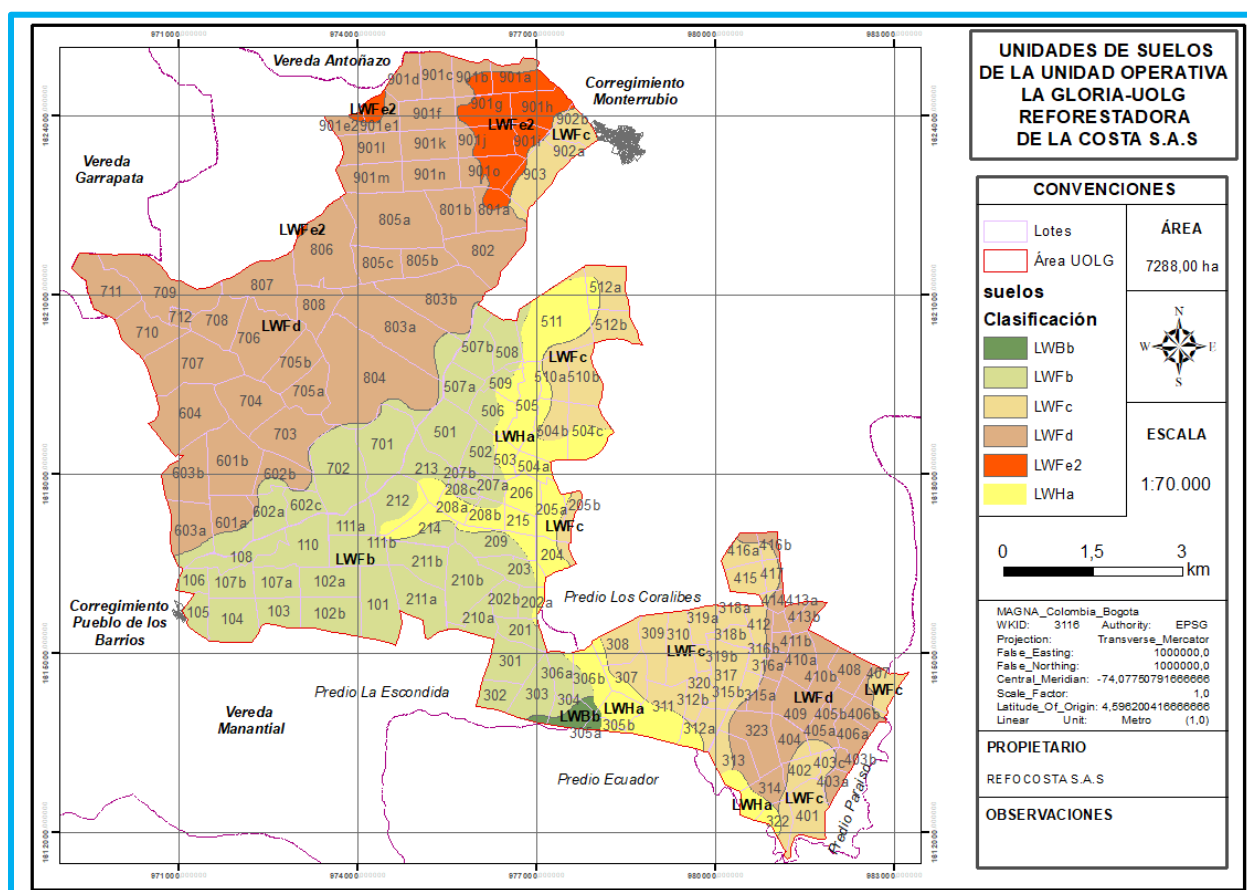 UNIDADES DE SUELOS
DE LA UNIDAD OPERATIVA
LA GLORIA-UOLG
REFORESTADORA
DE LA COSTA S.A.S
CONVENCIONES
Lotes
Área UOLG
suelos
Clasificación
LWBb
LWFb
LWFc
LWFd
LWFe2
LWHa
ÁREA
7288,00 ha
N
W E
S
ESCALA
1:70.000
0 1,5 3
km
MAGNA_Colombia_Bogota
WKID: 3116 Authority: EPSG
Projection: Transverse_Mercator
False_Easting: 1000000,0
False_Northing: 1000000,0
Central_Meridian: -74,07750791666666
Scale_Factor: 1,0
Latitude_Of_Origin: 4,596200416666666
Linear Unit: Metro (1,0)
PROPIETARIO
REFOCOSTA S.A.S
OBSERVACIONES
971000 974000 977000 980000 983000
Vereda Antoñazo
Corregimiento
Monterrubio
Vereda
Garrapata
901d 901c 901b 901a
LWFe2
901f 901g 901h
902b
901e2 901e1
LWFe2
LWFc
901l 901k 901j 901i 902a
901m 901n 901o 903
801b 801a
805a
LWFe2
806 802
805c 805b
711 709 807
808 803b
512a
712 708
LWFd
710 706 803a
511 512b
507b 508
LWFc
707 705b
510a 510b
804 507a 509
705a
604 704 506 505
703 701 501 504b 504c
LWHa
603b 601b 602b 702 213 502 503 504a
207b 207a
208c 206
602a 602c 212 208a 208b 215 205a 205b
LWFc
603a 601a 111a 214
110 111b 209 204
LWFb
108 211b 203
106 107b 107a 102a 210b
105 104 103 102b 101 211a 202b 202a
210a 201
Corregimiento
Pueblo de los
Barrios
Predio Los Coralibes
416a 416b
415 417
414 413a
318a 413b
319a 412
301 308 309 310 318b 411b
LWFc
316b
306a 306b 319b 316a 410a 408 407
307 317 410b
LWFc
302 303 304 320 315b 315a LWFd
LWHa
312b
LWBb
311 409 405b 406b
305a 305b 312a 323 404 405a 406a
313 402 403c 403b
403a
314
LWHa
LWFc
322 401
Predio La Escondida
Vereda
Manantial
Predio Ecuador
Predio Paraiso
971000 974000 977000 980000 983000